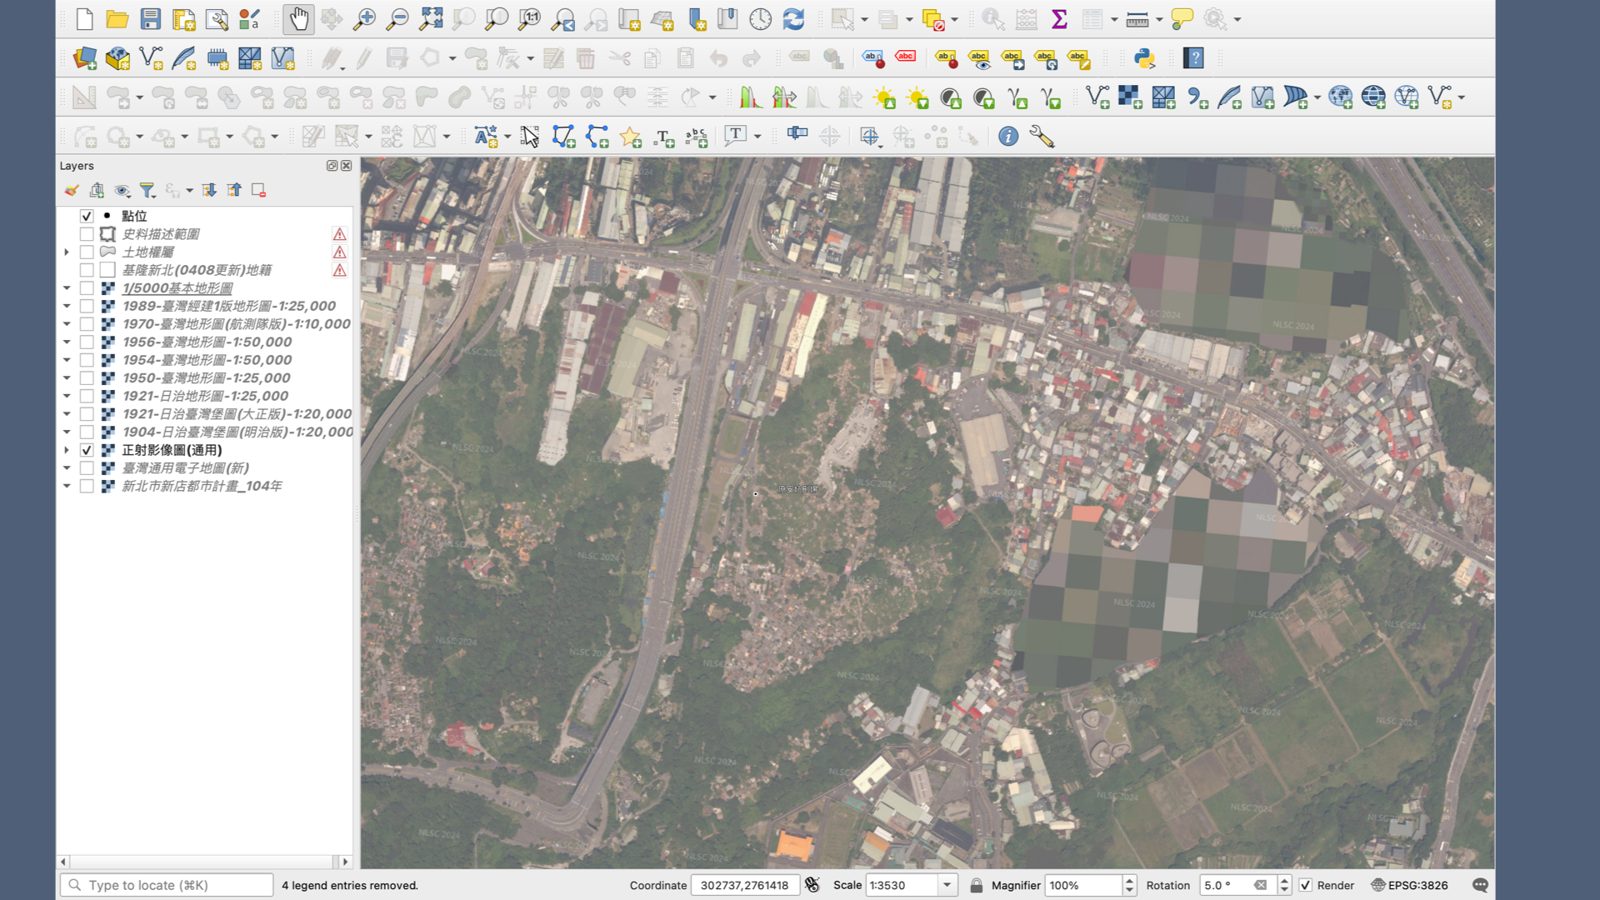 Layers
點位
史料描述範圍
土地權屬
基隆新北(0408更新)地籍
1/5000基本地形圖
1989-臺灣經建1版地形圖-1:25,000
1970-臺灣地形圖(航測隊版)-1:10,000
1956-臺灣地形圖-1:50,000
1954-臺灣地形圖-1:50,000
1950-臺灣地形圖-1:25,000
1921-日治地形圖-1:25,000
1921-日治臺灣堡圖(大正版)-1:20,000
1904-日治臺灣堡圖(明治版)-1:20,000
正射影像圖(通用)
臺灣通用電子地圖(新)
新北市新店都市計畫_104年
NLSC 2024
Type to locate (⌘K)
4 legend entries removed.
Coordinate 302737,2761418 Scale 1:3530 Magnifier 100% Rotation 5.0 ° Render EPSG:3826